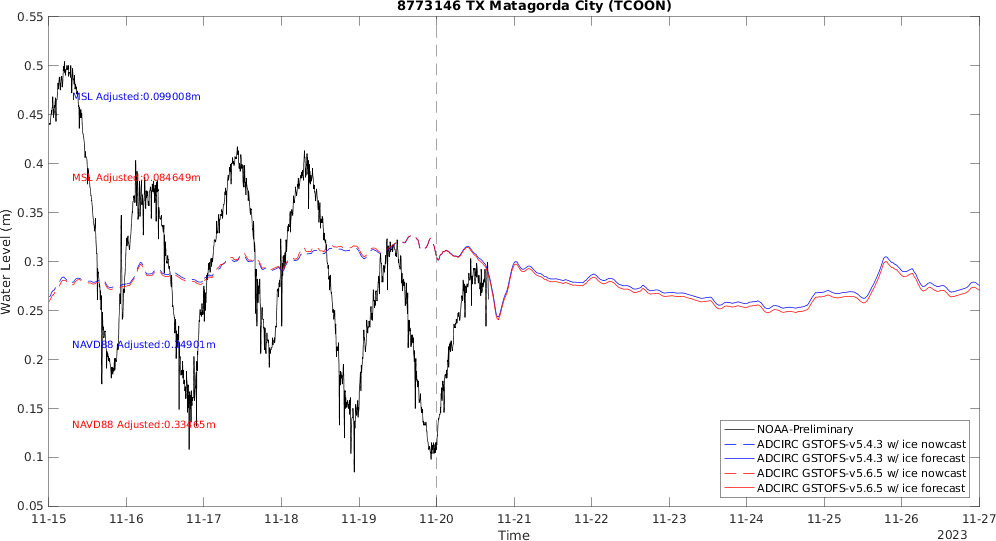 8773146 TX Matagorda City (TCOON)
Water Level (m)
0.55
0.5
0.45
0.4
0.35
0.3
0.25
0.2
0.15
0.1
0.05
MSL Adjusted:0.099008m
MSL Adjusted:0.084649m
NAVD88 Adjusted:0.34901m
NAVD88 Adjusted:0.33465m
NOAA-Preliminary
ADCIRC GSTOFS-v5.4.3 w/ ice nowcast
ADCIRC GSTOFS-v5.4.3 w/ ice forecast
ADCIRC GSTOFS-v5.6.5 w/ ice nowcast
ADCIRC GSTOFS-v5.6.5 w/ ice forecast
11-15 11-16 11-17 11-18 11-19 11-20 11-21 11-22 11-23 11-24 11-25 11-26 11-27
Time
2023